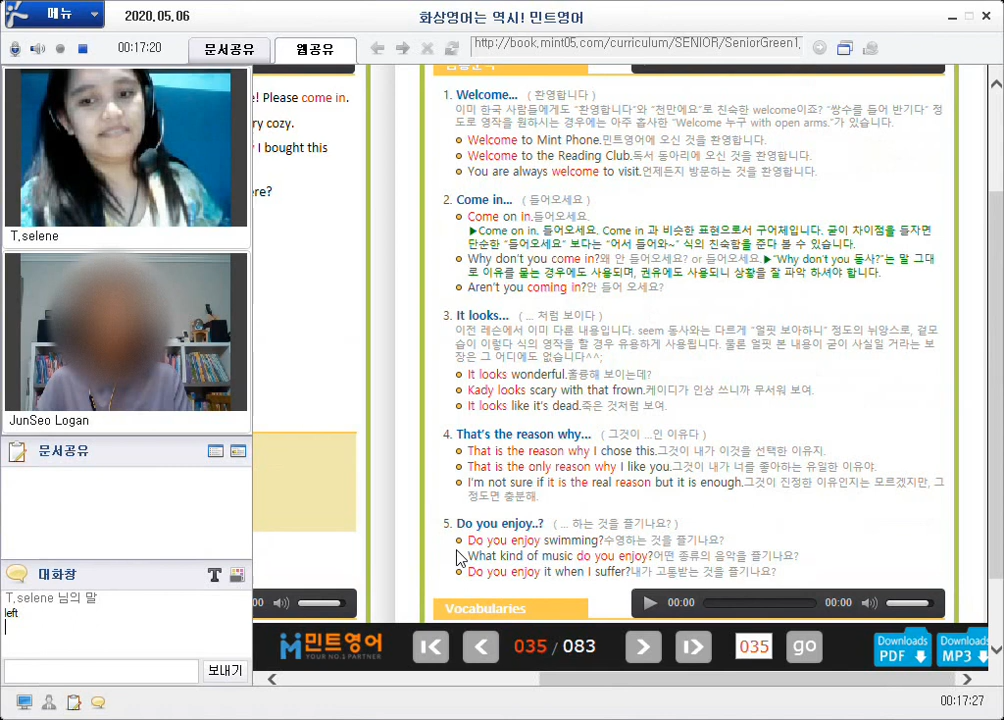 메뉴
2020.05.06
화상영어는 역시! 민트영어
00:17:20
문서공유
웹공유
http://book.mint05.com/curriculum/SENIOR/SeniorGreen1.
T.selene
JunSeo Logan
문서공유
대화창
T.selene 님의 말
left
보내기
e! Please come in.
ry cozy.
I bought this
ere?
1. Welcome... ( 환영합니다 )
이미 한국 사람들에게도 "환영합니다"와 "천만에요"로 친숙한 welcome이죠? "쌍수를 들어 반기다" 정
도로 영작을 원하시는 경우에는 아주 흡사한 "Welcome 누구 with open arms."가 있습니다.
Welcome to Mint Phone.민트영어에 오신 것을 환영합니다.
Welcome to the Reading Club.독서 동아리에 오신 것을 환영합니다.
You are always welcome to visit.언제든지 방문하는 것을 환영합니다.
2. Come in... ( 들어오세요 )
Come on in.들어오세요.
▶Come on in. 들어오세요. Come in 과 비슷한 표현으로서 구어체입니다. 굳이 차이점을 들자면
단순한 "들어오세요" 보다는 "어서 들어와~" 식의 친숙함을 준다 볼 수 있습니다.
Why don't you come in?왜 안 들어오세요? or 들어오세요.▶"Why don't you 동사?"는 말 그대
로 이유를 묻는 경우에도 사용되며, 권유에도 사용되니 상황을 잘 파악 하셔야 합니다.
Aren't you coming in?안 들어 오세요?
3. It looks... ( ... 처럼 보이다 )
이전 레슨에서 이미 다룬 내용입니다. seem 동사와는 다르게 "얼핏 보아하니" 정도의 뉘앙스로, 겉모
습이 이렇다 식의 영작을 할 경우 유용하게 사용됩니다. 물론 얼핏 본 내용이 굳이 사실일 거라는 보
장은 그 어디에도 없습니다^^;
It looks wonderful.훌륭해 보이는데?
Kady looks scary with that frown.케이디가 인상 쓰니까 무서워 보여.
It looks like it's dead.죽은 것처럼 보여.
4. That's the reason why... ( 그것이 ...인 이유다 )
That is the reason why I chose this.그것이 내가 이것을 선택한 이유지.
That is the only reason why I like you.그것이 내가 너를 좋아하는 유일한 이유야.
I'm not sure if it is the real reason but it is enough.그것이 진정한 이유인지는 모르겠지만, 그
정도면 충분해.
5. Do you enjoy..? ( ... 하는 것을 즐기나요? )
Do you enjoy swimming?수영하는 것을 즐기나요?
What kind of music do you enjoy?어떤 종류의 음악을 즐기나요?
Do you enjoy it when I suffer?내가 고통받는 것을 즐기나요?
00
Vocabularies
00:00
00:00
민트영어
YOUR NO.1 PARTNER
035 / 083
035
go
Downloads
PDF
Downloads
MP3
00:17:27